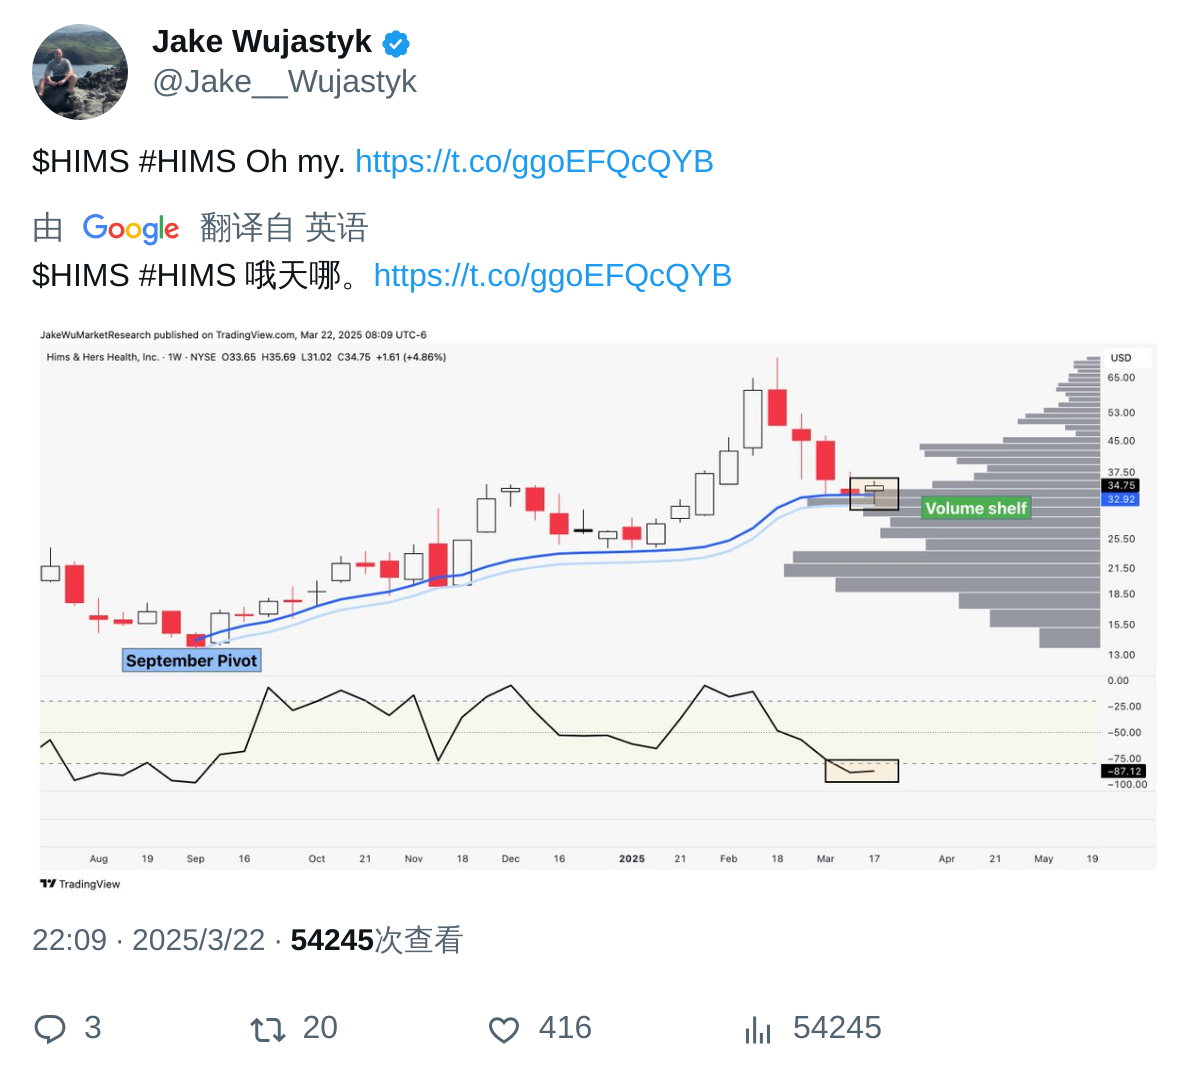 Jake Wujastyk
@Jake__Wujastyk
$HIMS #HIMS Oh my. https://t.co/ggoEFQcQYB
由 Google 翻译自 英语
$HIMS #HIMS 哦天哪。https://t.co/ggoEFQcQYB
JakeWuMarketResearch published on TradingView.com, Mar 22, 2025 08:09 UTC-6
Hims & Hers Health, Inc. · 1W · NYSE O33.65 H35.69 L31.02 C34.75 +1.61 (+4.86%)
USD
65.00
53.00
45.00
37.50
34.75
32.92
Volume shelf
25.50
21.50
18.50
15.50
13.00
September Pivot
0.00
−25.00
−50.00
−75.00
−87.12
−100.00
Aug 19 Sep 16 Oct 21 Nov 18 Dec 16 2025 21 Feb 18 Mar 17 Apr 21 May 19
TradingView
22:09 · 2025/3/22 · 54245次查看
3 20 416 54245